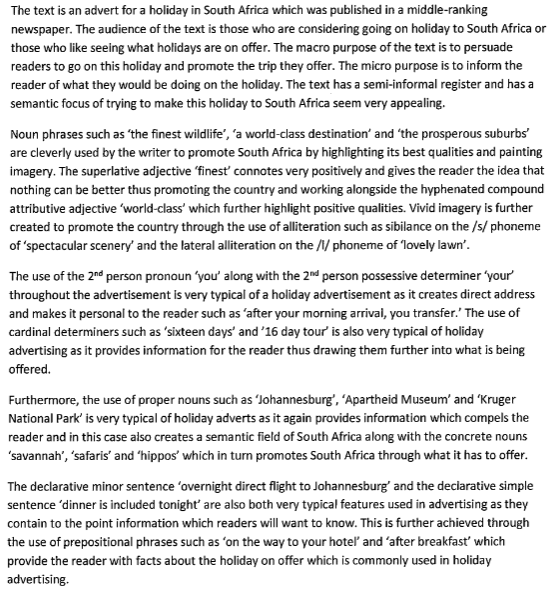 The text is an advert for a holiday in South Africa which was published in a middle-ranking
newspaper. The audience of the text is those who are considering going on holiday to South Africa or
those who like seeing what holidays are on offer. The macro purpose of the text is to persuade
readers to go on this holiday and promote the trip they offer. The micro purpose is to inform the
reader of what they would be doing on the holiday. The text has a semi-informal register and has a
semantic focus of trying to make this holiday to South Africa seem very appealing.
Noun phrases such as 'the finest wildlife', 'a world-class destination' and 'the prosperous suburbs'
are cleverly used by the writer to promote South Africa by highlighting its best qualities and painting
imagery. The superlative adjective 'finest' connotes very positively and gives the reader the idea that
nothing can be better thus promoting the country and working alongside the hyphenated compound
attributive adjective 'world-class' which further highlight positive qualities. Vivid imagery is further
created to promote the country through the use of alliteration such as sibilance on the /s/ phoneme
of 'spectacular scenery' and the lateral alliteration on the /l/ phoneme of 'lovely lawn'.
The use of the 2nd person pronoun 'you' along with the 2nd person possessive determiner 'your'
throughout the advertisement is very typical of a holiday advertisement as it creates direct address
and makes it personal to the reader such as 'after your morning arrival, you transfer.' The use of
cardinal determiners such as 'sixteen days' and '16 day tour' is also very typical of holiday
advertising as it provides information for the reader thus drawing them further into what is being
offered.
Furthermore, the use of proper nouns such as 'Johannesburg', 'Apartheid Museum' and 'Kruger
National Park' is very typical of holiday adverts as it again provides information which compels the
reader and in this case also creates a semantic field of South Africa along with the concrete nouns
'savannah', 'safaris' and 'hippos' which in turn promotes South Africa through what it has to offer.
The declarative minor sentence 'overnight direct flight to Johannesburg' and the declarative simple
sentence 'dinner is included tonight' are also both very typical features used in advertising as they
contain to the point information which readers will want to know. This is further achieved through
the use of prepositional phrases such as 'on the way to your hotel' and 'after breakfast' which
provide the reader with facts about the holiday on offer which is commonly used in holiday
advertising.